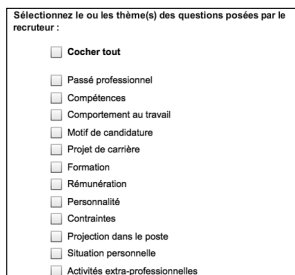 Sélectionnez le ou les thème(s) des questions posées par le
recruteur :
Cocher tout
Passé professionnel
Compétences
Comportement au travail
Motif de candidature
Projet de carrière
Formation
Rémunération
Personnalité
Contraintes
Projection dans le poste
Situation personnelle
Activités extra-professionnelles